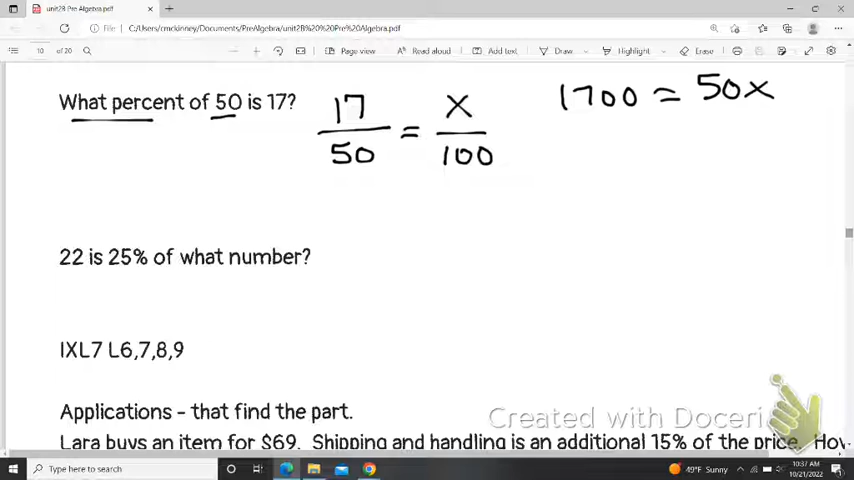 unit2B Pre Algebra.pdf
File | C:/Users/cmckinney/Documents/PreAlgebra/unit2B%20%20Pre%20Algebra.pdf
10 of 20 Page view Read aloud Add text Draw Highlight Erase
What percent of 50 is 17?
17/50 = x/100
1700 = 50x
22 is 25% of what number?
IXL7 L6,7,8,9
Applications - that find the part.
Created with Doceri
Lara buys an item for $69. Shipping and handling is an additional 15% of the price. How
Type here to search
49°F Sunny
10:37 AM
10/21/2022